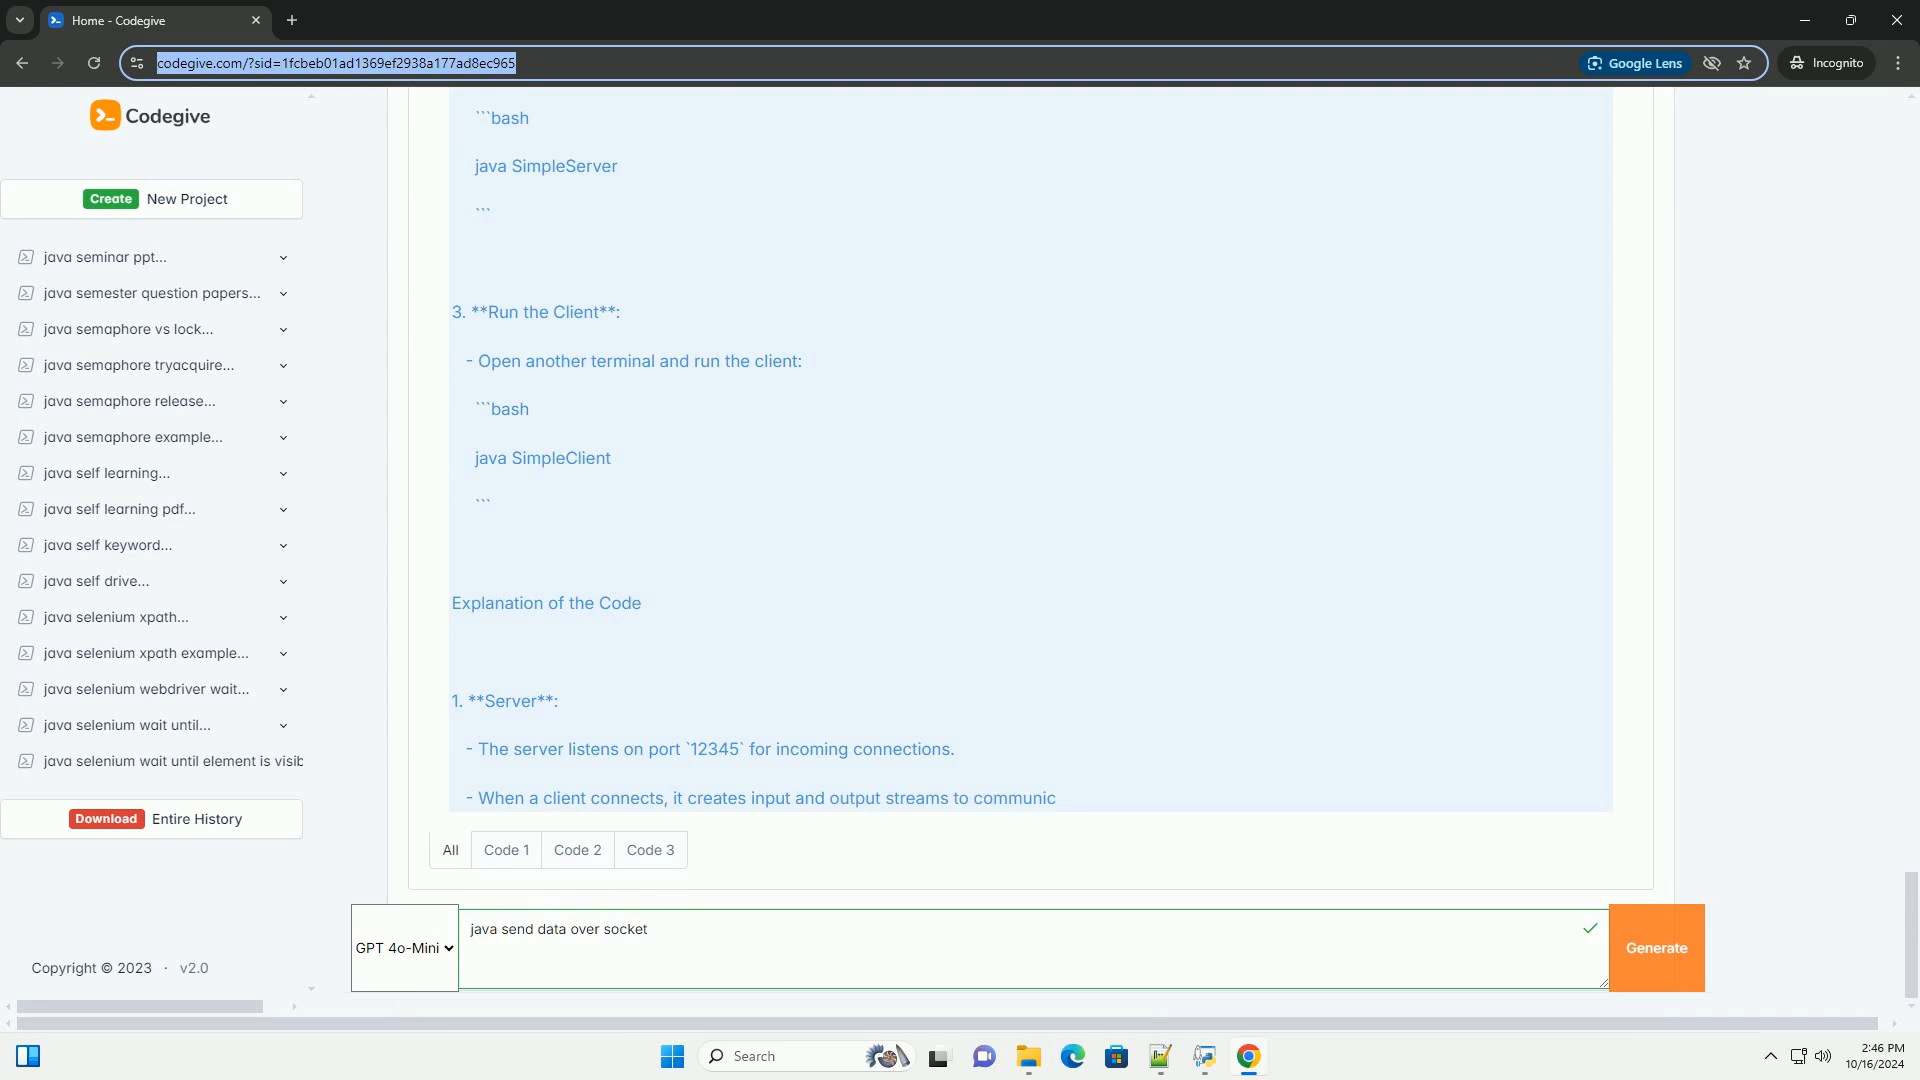 Home - Codegive
codegive.com/?sid=1fcbeb01ad1369ef2938a177ad8ec965
Google Lens
Incognito
Codegive
Create New Project
java seminar ppt...
java semester question papers...
java semaphore vs lock...
java semaphore tryacquire...
java semaphore release...
java semaphore example...
java self learning...
java self learning pdf...
java self keyword...
java self drive...
java selenium xpath...
java selenium xpath example...
java selenium webdriver wait...
java selenium wait until...
java selenium wait until element is visib
Download Entire History
Copyright © 2023 · v2.0
```bash
java SimpleServer
```
3. **Run the Client**:
- Open another terminal and run the client:
```bash
java SimpleClient
```
Explanation of the Code
1. **Server**:
- The server listens on port `12345` for incoming connections.
- When a client connects, it creates input and output streams to communic
All Code 1 Code 2 Code 3
GPT 4o-Mini
java send data over socket
Generate
Search
2:46 PM
10/16/2024